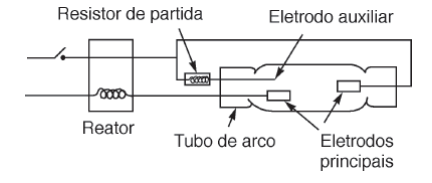 Resistor de partida
Eletrodo auxiliar
Reator
Tubo de arco
Eletrodos
principais